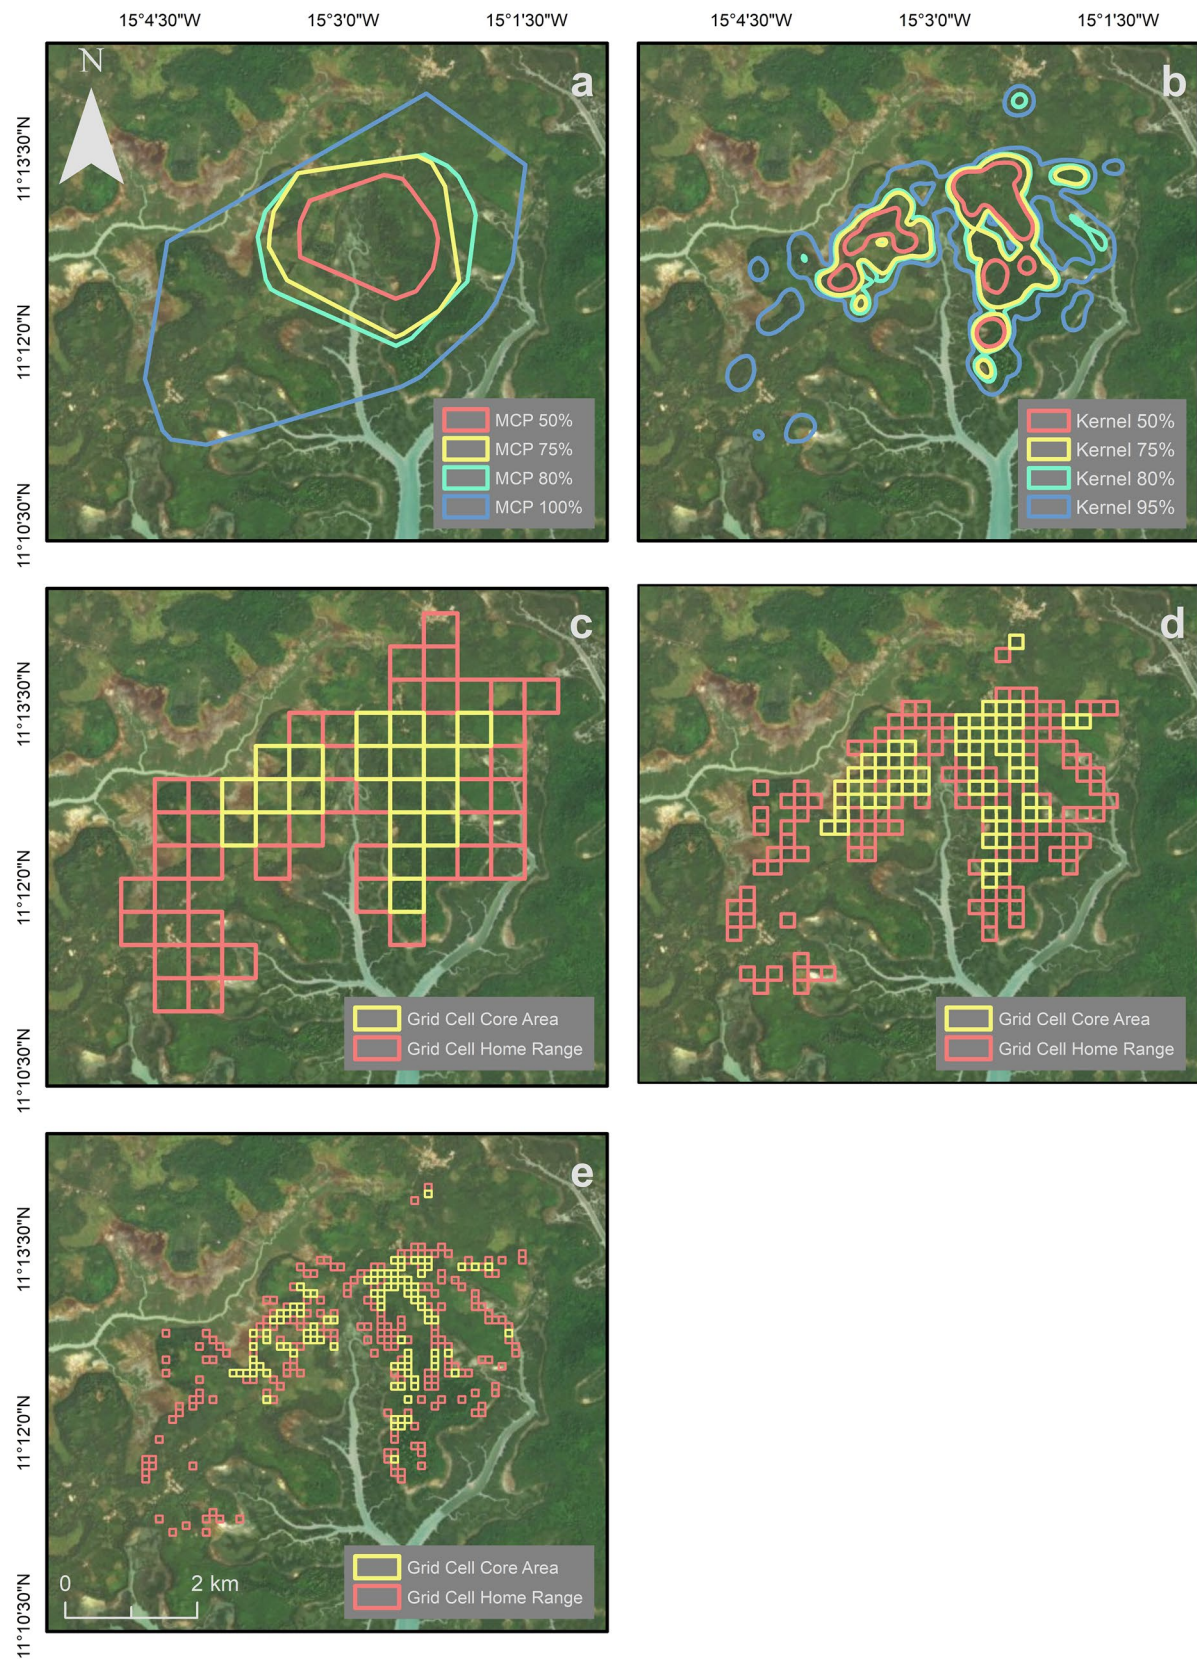 15°4'30"W 15°3'0"W 15°1'30"W 15°4'30"W 15°3'0"W 15°1'30"W
N
a
b
11°13'30"N
11°12'0"N
11°10'30"N
MCP 50%
MCP 75%
MCP 80%
MCP 100%
Kernel 50%
Kernel 75%
Kernel 80%
Kernel 95%
c
d
11°13'30"N
11°12'0"N
11°10'30"N
Grid Cell Core Area
Grid Cell Home Range
Grid Cell Core Area
Grid Cell Home Range
e
11°13'30"N
11°12'0"N
11°10'30"N
0 2 km
Grid Cell Core Area
Grid Cell Home Range